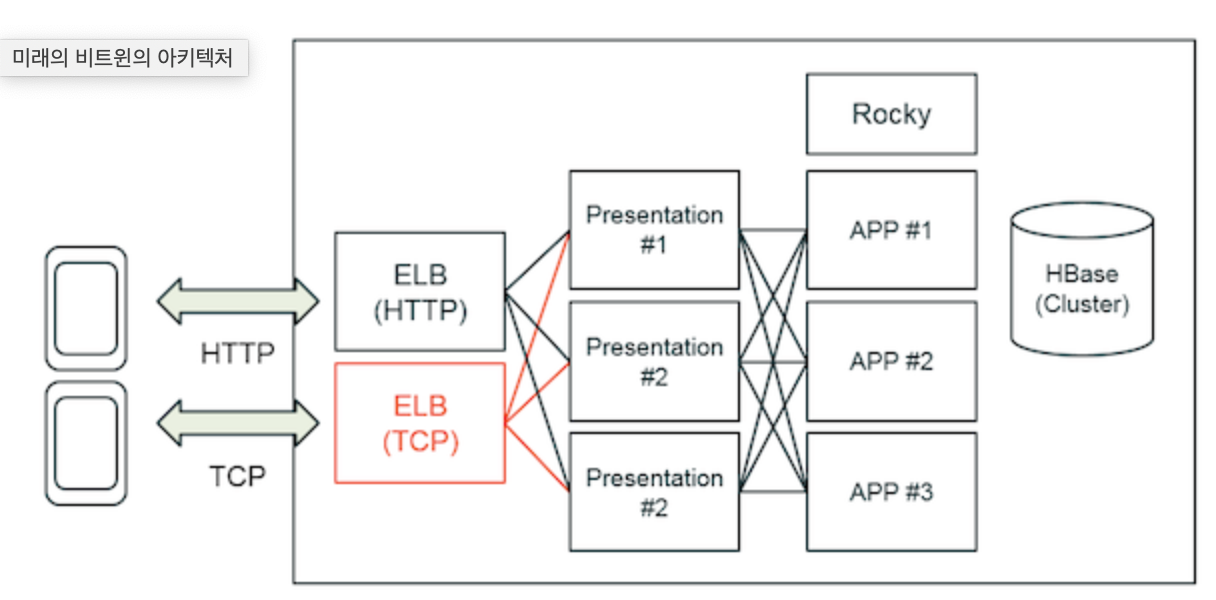 미래의 비트윈의 아키텍처
Rocky
Presentation
#1
APP #1
ELB
(HTTP)
HBase
(Cluster)
HTTP
Presentation
#2
APP #2
ELB
(TCP)
TCP
Presentation
#2
APP #3